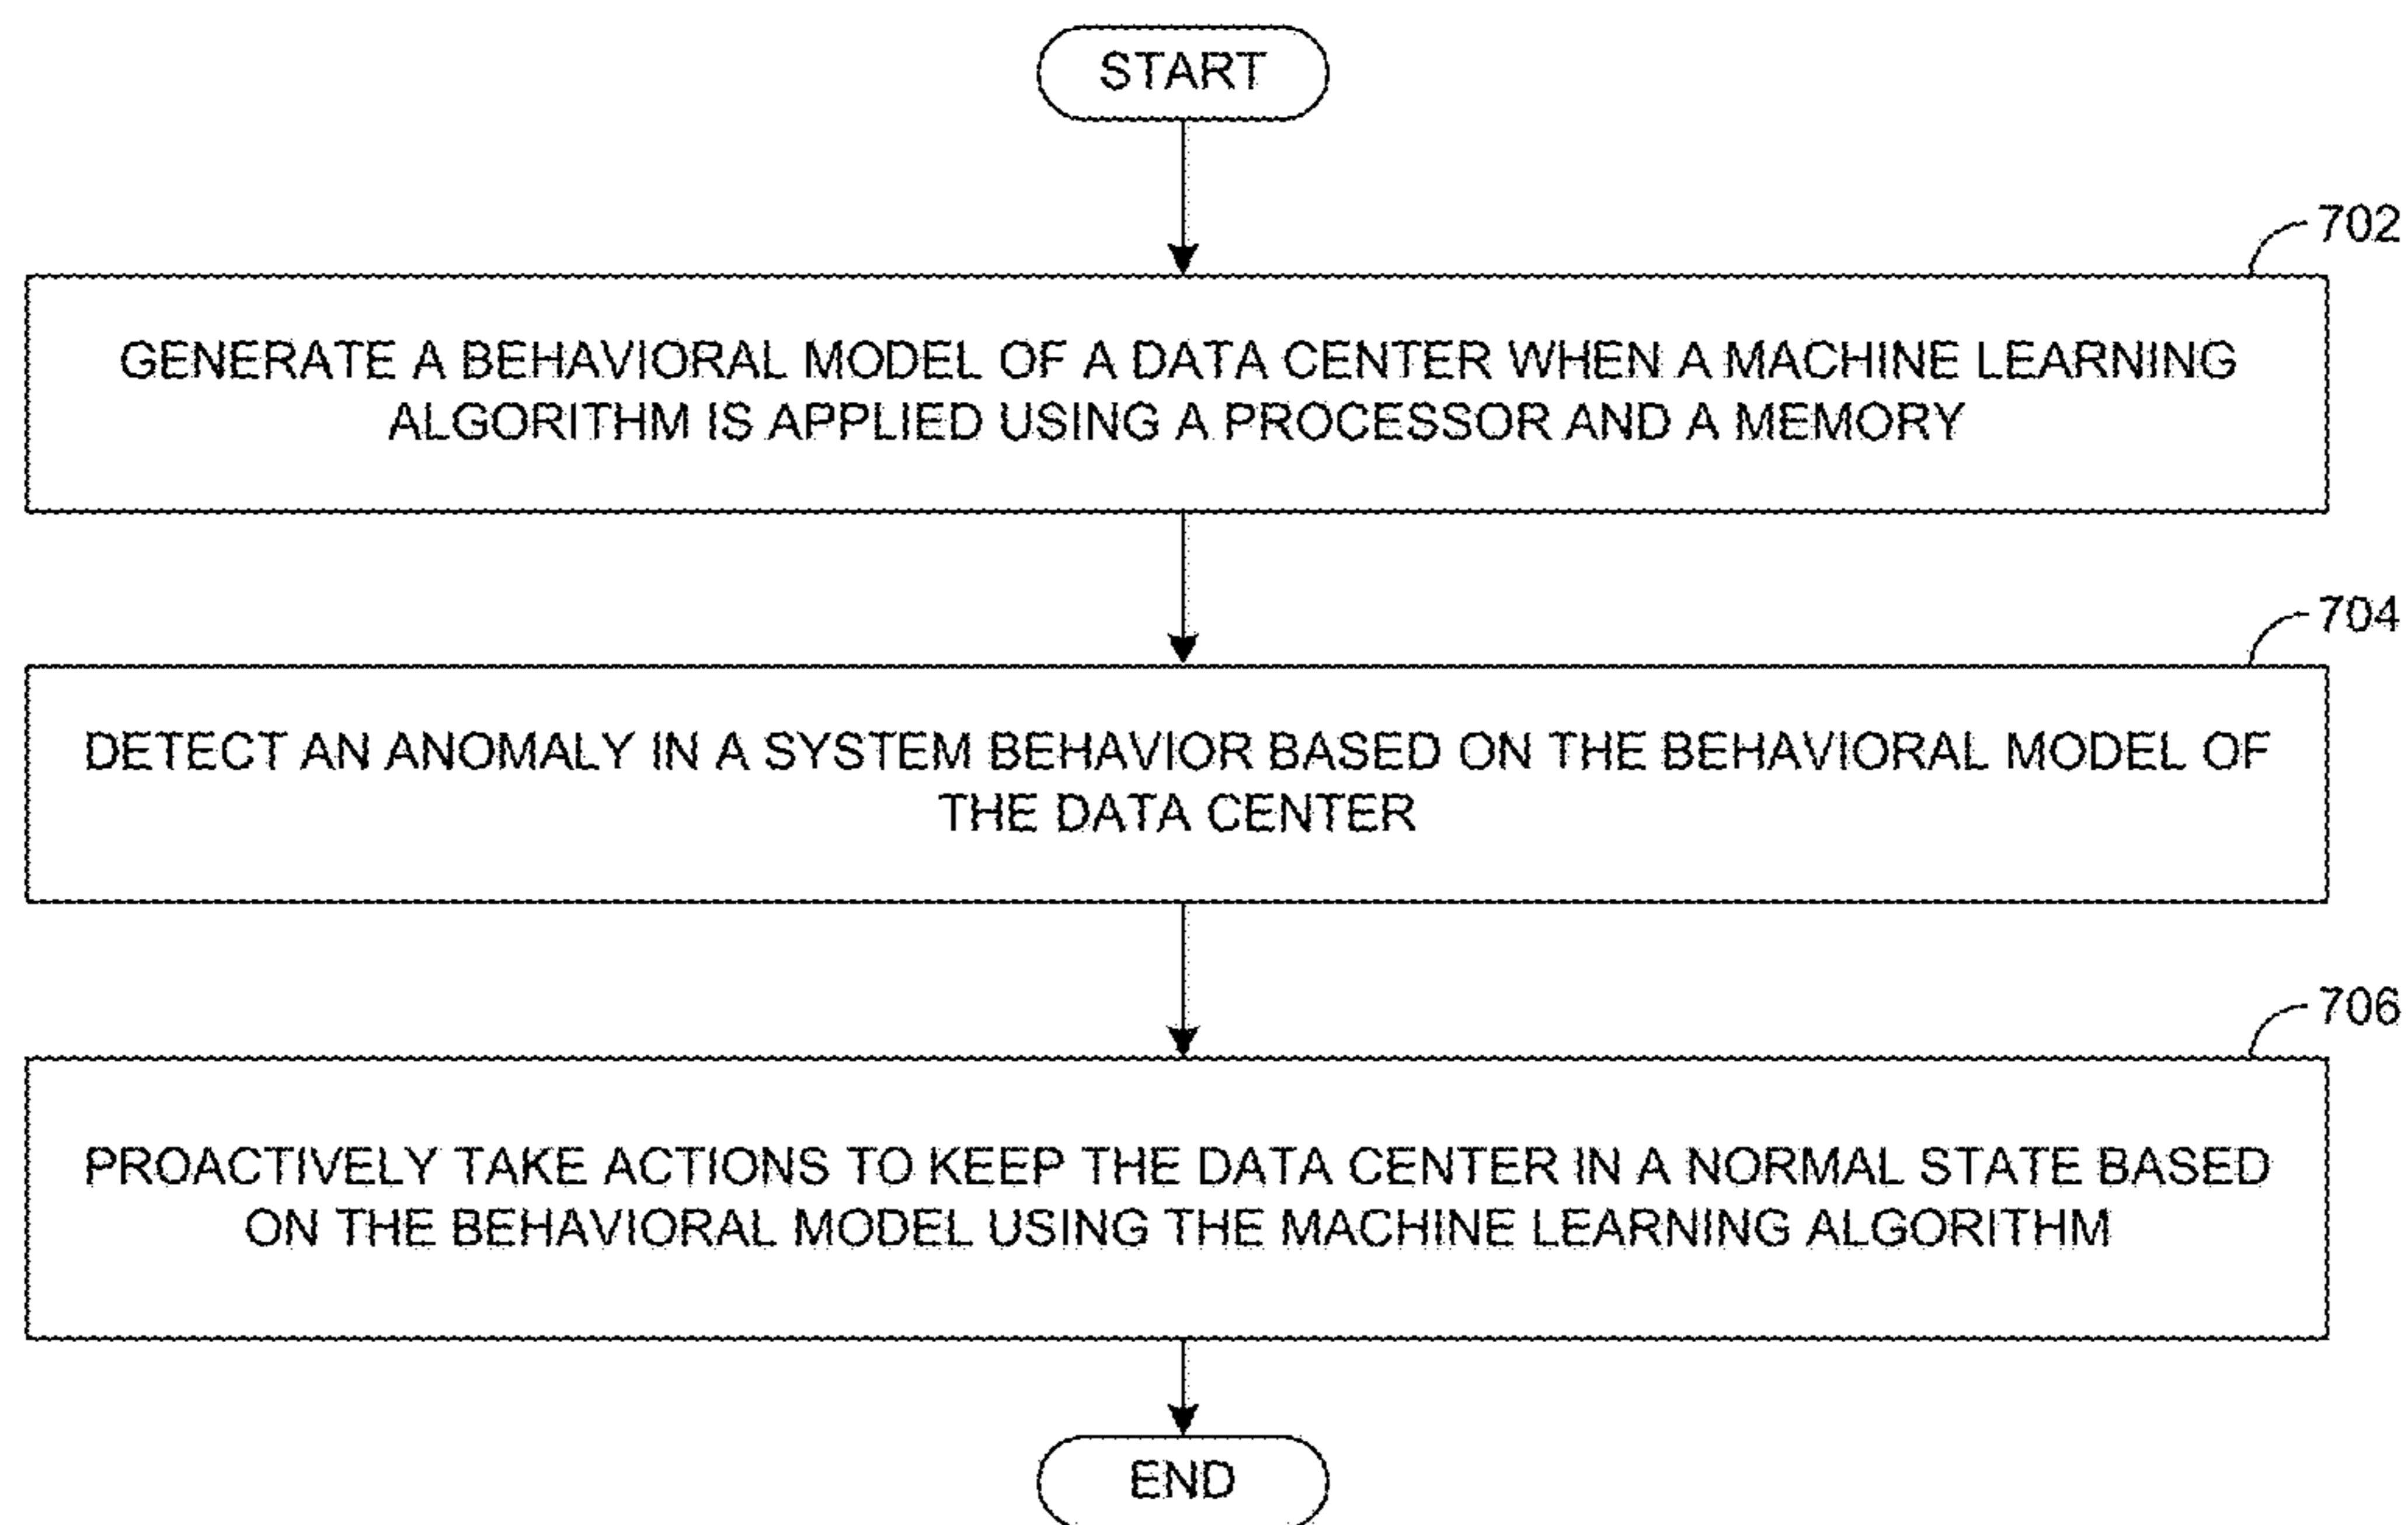 START
702
GENERATE A BEHAVIORAL MODEL OF A DATA CENTER WHEN A MACHINE LEARNING
ALGORITHM IS APPLIED USING A PROCESSOR AND A MEMORY
704
DETECT AN ANOMALY IN A SYSTEM BEHAVIOR BASED ON THE BEHAVIORAL MODEL OF
THE DATA CENTER
706
PROACTIVELY TAKE ACTIONS TO KEEP THE DATA CENTER IN A NORMAL STATE BASED
ON THE BEHAVIORAL MODEL USING THE MACHINE LEARNING ALGORITHM
END